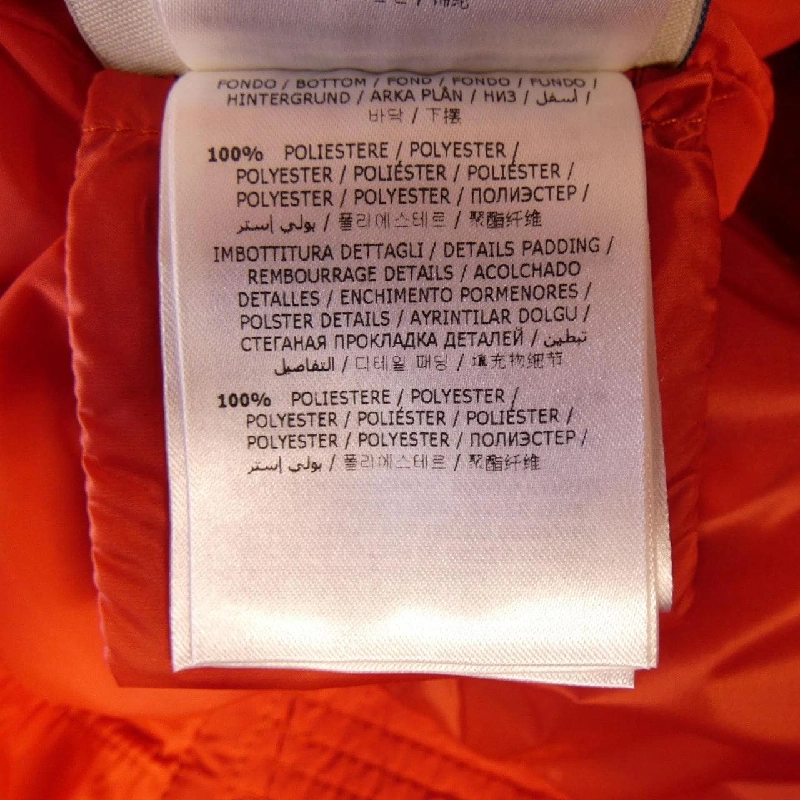 FONDO / BOTTOM / FOND / FONDO / FUNDO /
HINTERGRUND / ARKA PLÂN / НИЗ / أسفل /
바닥 / 下摆
100% POLIESTERE / POLYESTER /
POLYESTER / POLIÉSTER / POLIÉSTER /
POLYESTER / POLYESTER / ПОЛИЭСТЕР /
بولي إستر / 폴리에스테르 / 聚酯纤维
IMBOTTITURA DETTAGLI / DETAILS PADDING /
REMBOURRAGE DETAILS / ACOLCHADO
DETALLES / ENCHIMENTO PORMENORES /
POLSTER DETAILS / AYRINTILAR DOLGU /
СТЕГАНАЯ ПРОКЛАДКА ДЕТАЛЕЙ / تبطين
التفاصيل / 디테일 패딩 / 填充物细节
100% POLIESTERE / POLYESTER /
POLYESTER / POLIÉSTER / POLIÉSTER /
POLYESTER / POLYESTER / ПОЛИЭСТЕР /
بولي إستر / 폴리에스테르 / 聚酯纤维